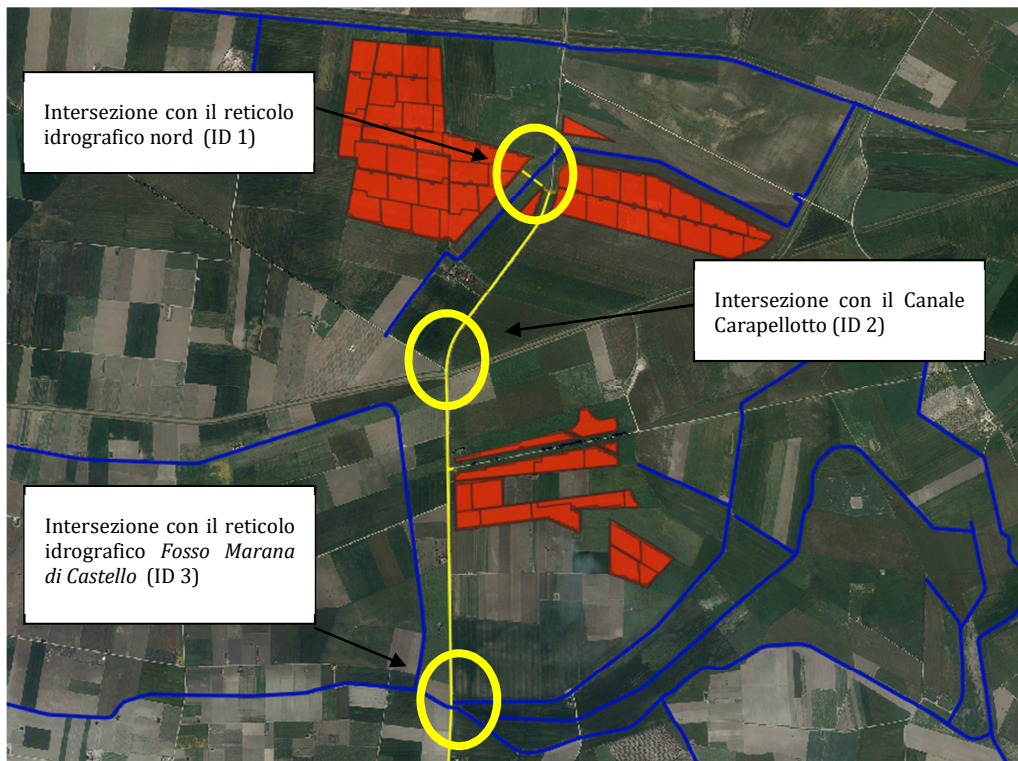 Intersezione con il reticolo
idrografico nord (ID 1)
Intersezione con il Canale
Carapellotto (ID 2)
Intersezione con il reticolo
idrografico Fosso Marana
di Castello (ID 3)